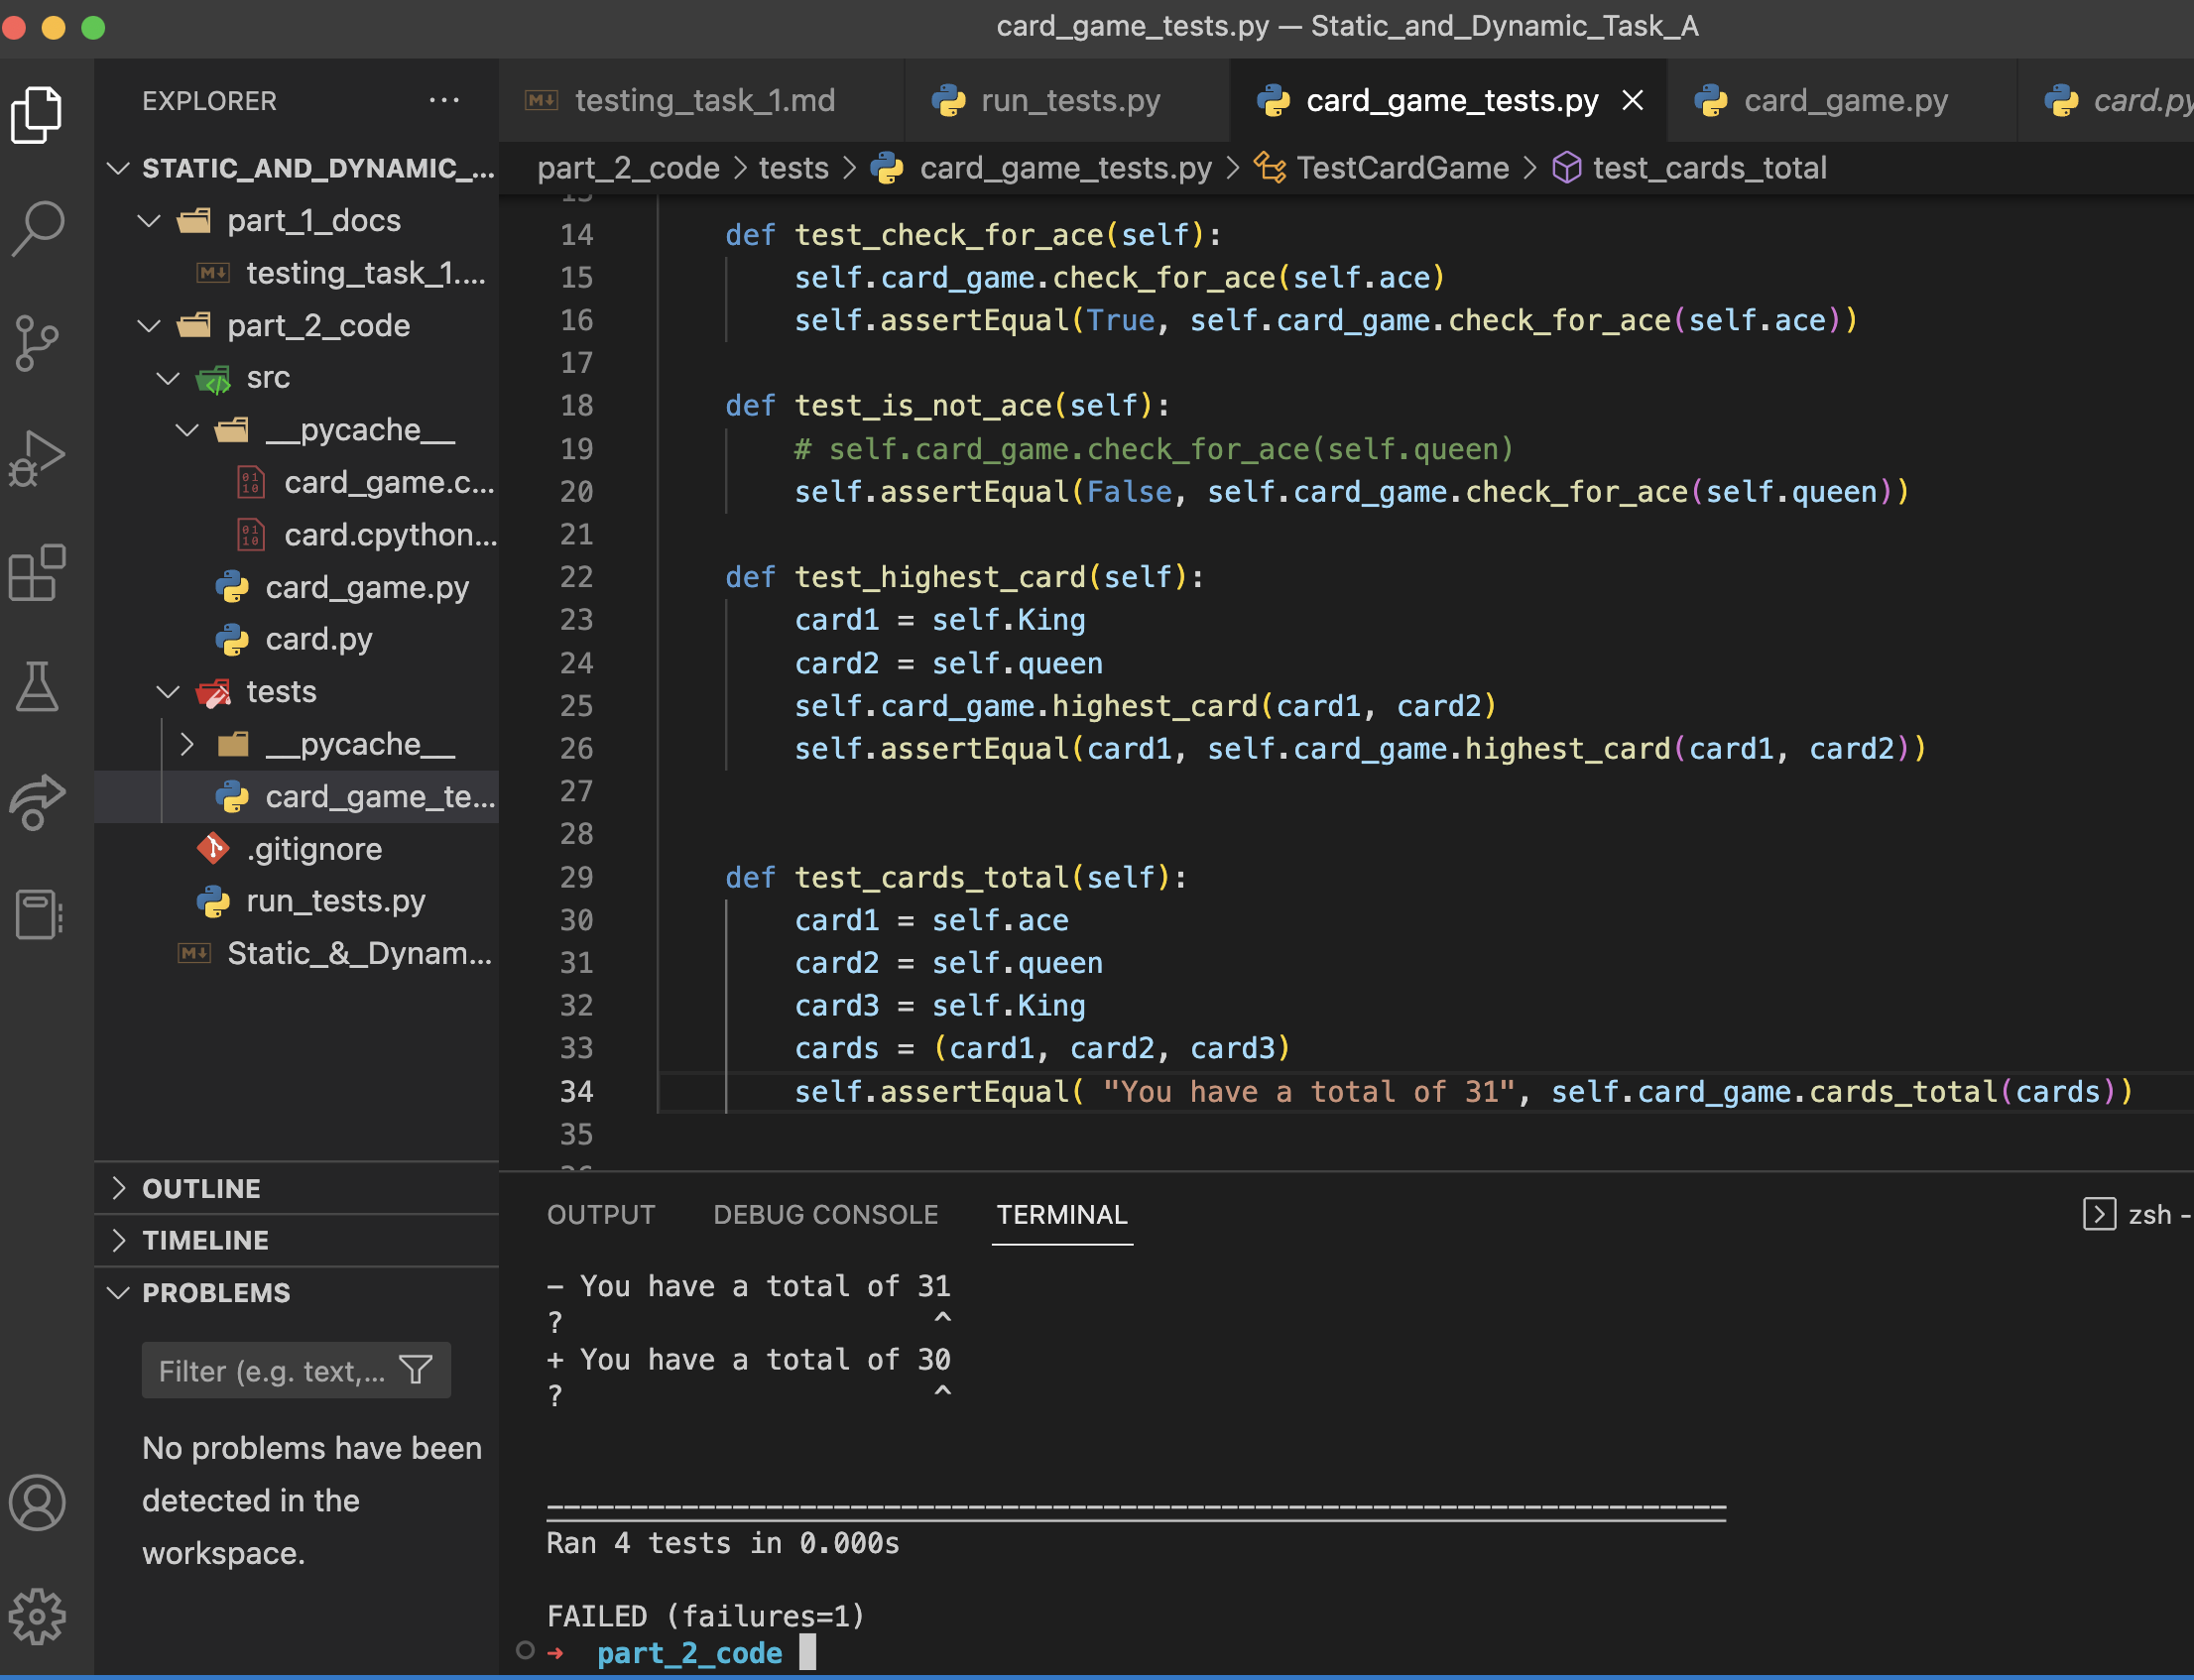 card_game_tests.py — Static_and_Dynamic_Task_A
EXPLORER
testing_task_1.md
run_tests.py
card_game_tests.py
card_game.py
card.py
STATIC_AND_DYNAMIC_...
part_1_docs
testing_task_1....
part_2_code
src
__pycache__
card_game.c...
card.cpython...
card_game.py
card.py
tests
__pycache__
card_game_te...
.gitignore
run_tests.py
Static_&_Dynam...
OUTLINE
TIMELINE
PROBLEMS
Filter (e.g. text,...
No problems have been
detected in the
workspace.
part_2_code > tests > card_game_tests.py > TestCardGame > test_cards_total
14 def test_check_for_ace(self):
15 self.card_game.check_for_ace(self.ace)
16 self.assertEqual(True, self.card_game.check_for_ace(self.ace))
17
18 def test_is_not_ace(self):
19 # self.card_game.check_for_ace(self.queen)
20 self.assertEqual(False, self.card_game.check_for_ace(self.queen))
21
22 def test_highest_card(self):
23 card1 = self.King
24 card2 = self.queen
25 self.card_game.highest_card(card1, card2)
26 self.assertEqual(card1, self.card_game.highest_card(card1, card2))
27
28
29 def test_cards_total(self):
30 card1 = self.ace
31 card2 = self.queen
32 card3 = self.King
33 cards = (card1, card2, card3)
34 self.assertEqual( "You have a total of 31", self.card_game.cards_total(cards))
35
OUTPUT DEBUG CONSOLE TERMINAL
zsh -
- You have a total of 31
? ^
+ You have a total of 30
? ^
----------------------------------------------------------------------
Ran 4 tests in 0.000s
FAILED (failures=1)
➜ part_2_code